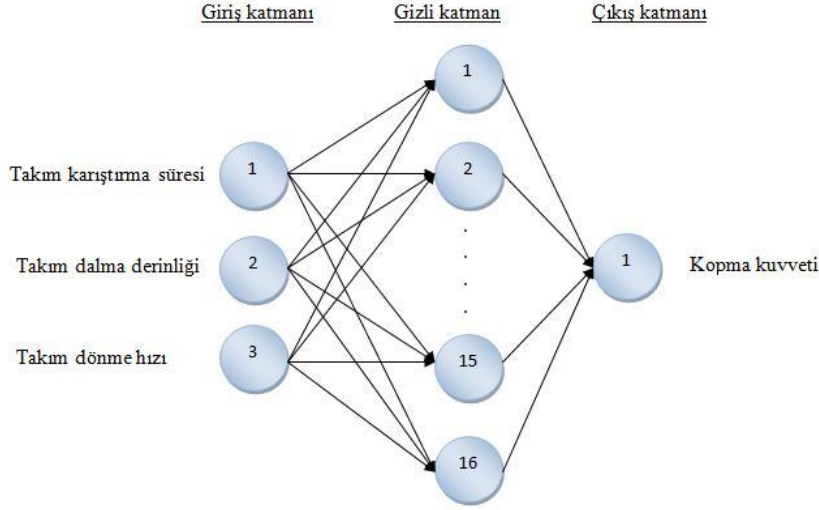 Giriş katmanı Gizli katman Çıkış katmanı
1
Takım karıştırma süresi 1 2
Takım dalma derinliği 2 1 Kopma kuvveti
Takım dönme hızı 3 15
16